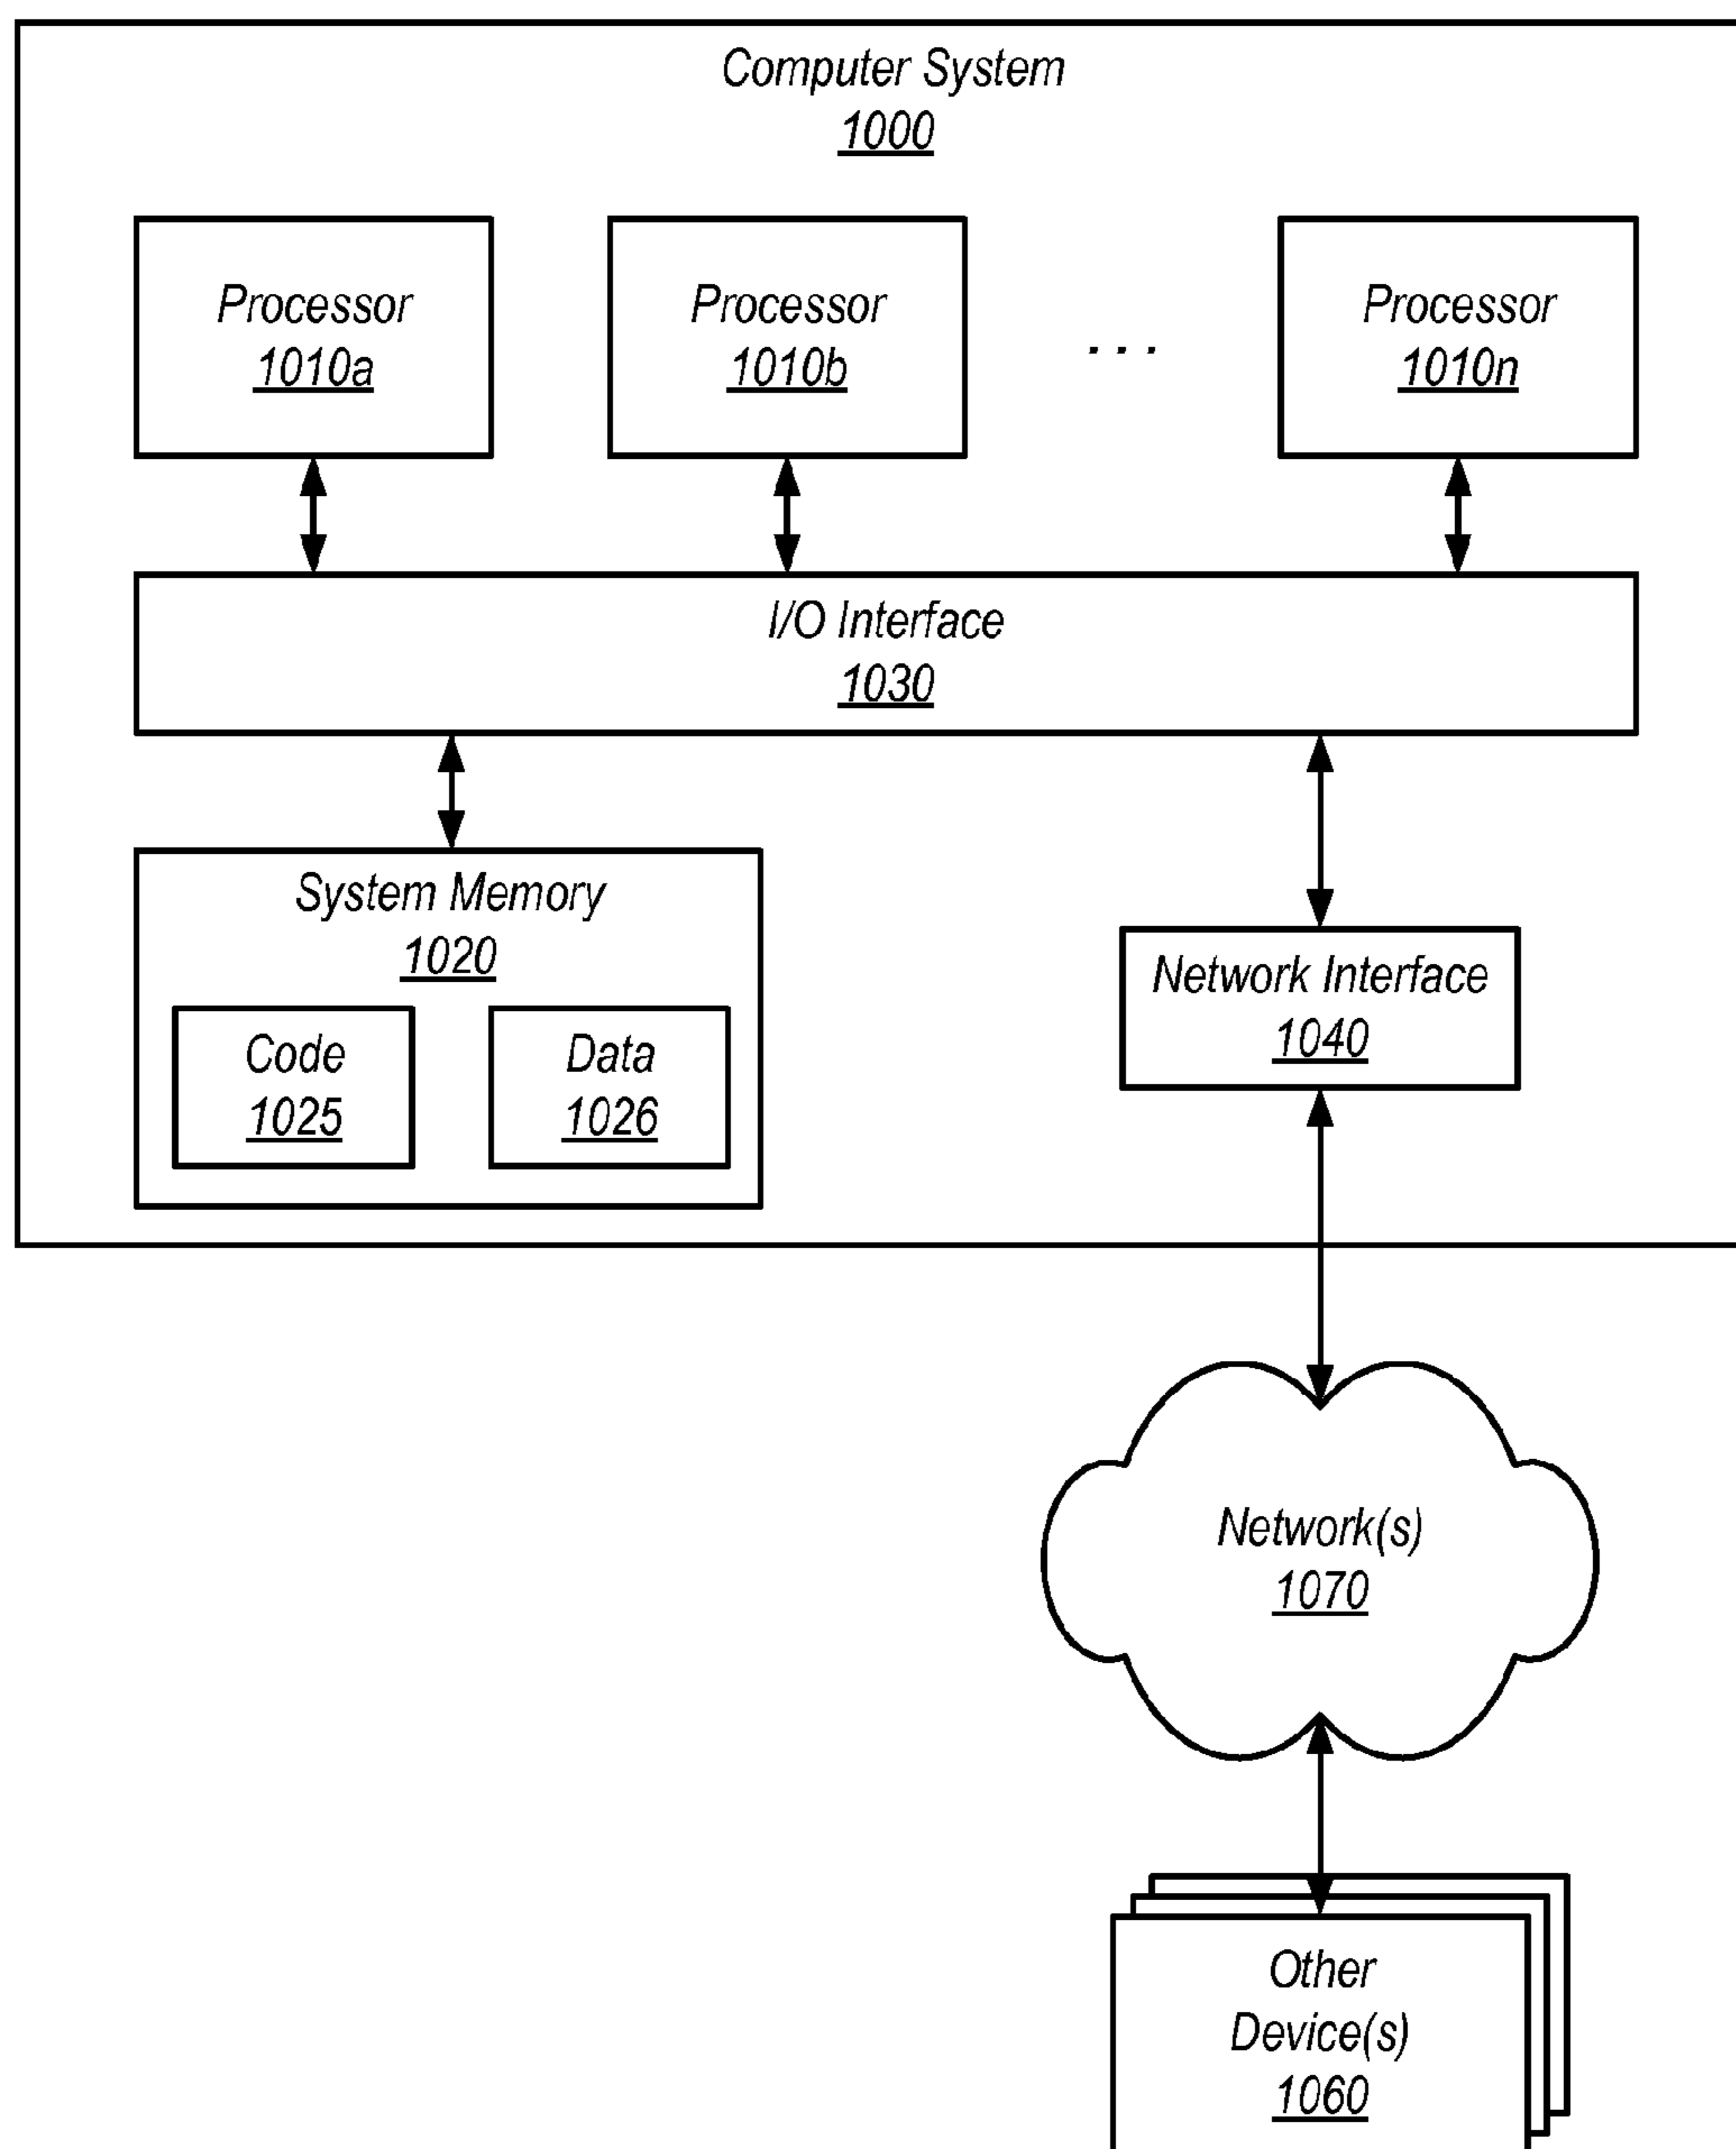 Computer System
1000
Processor
1010a
Processor
1010b
. . .
Processor
1010n
I/O Interface
1030
System Memory
1020
Code
1025
Data
1026
Network Interface
1040
Network(s)
1070
Other
Device(s)
1060